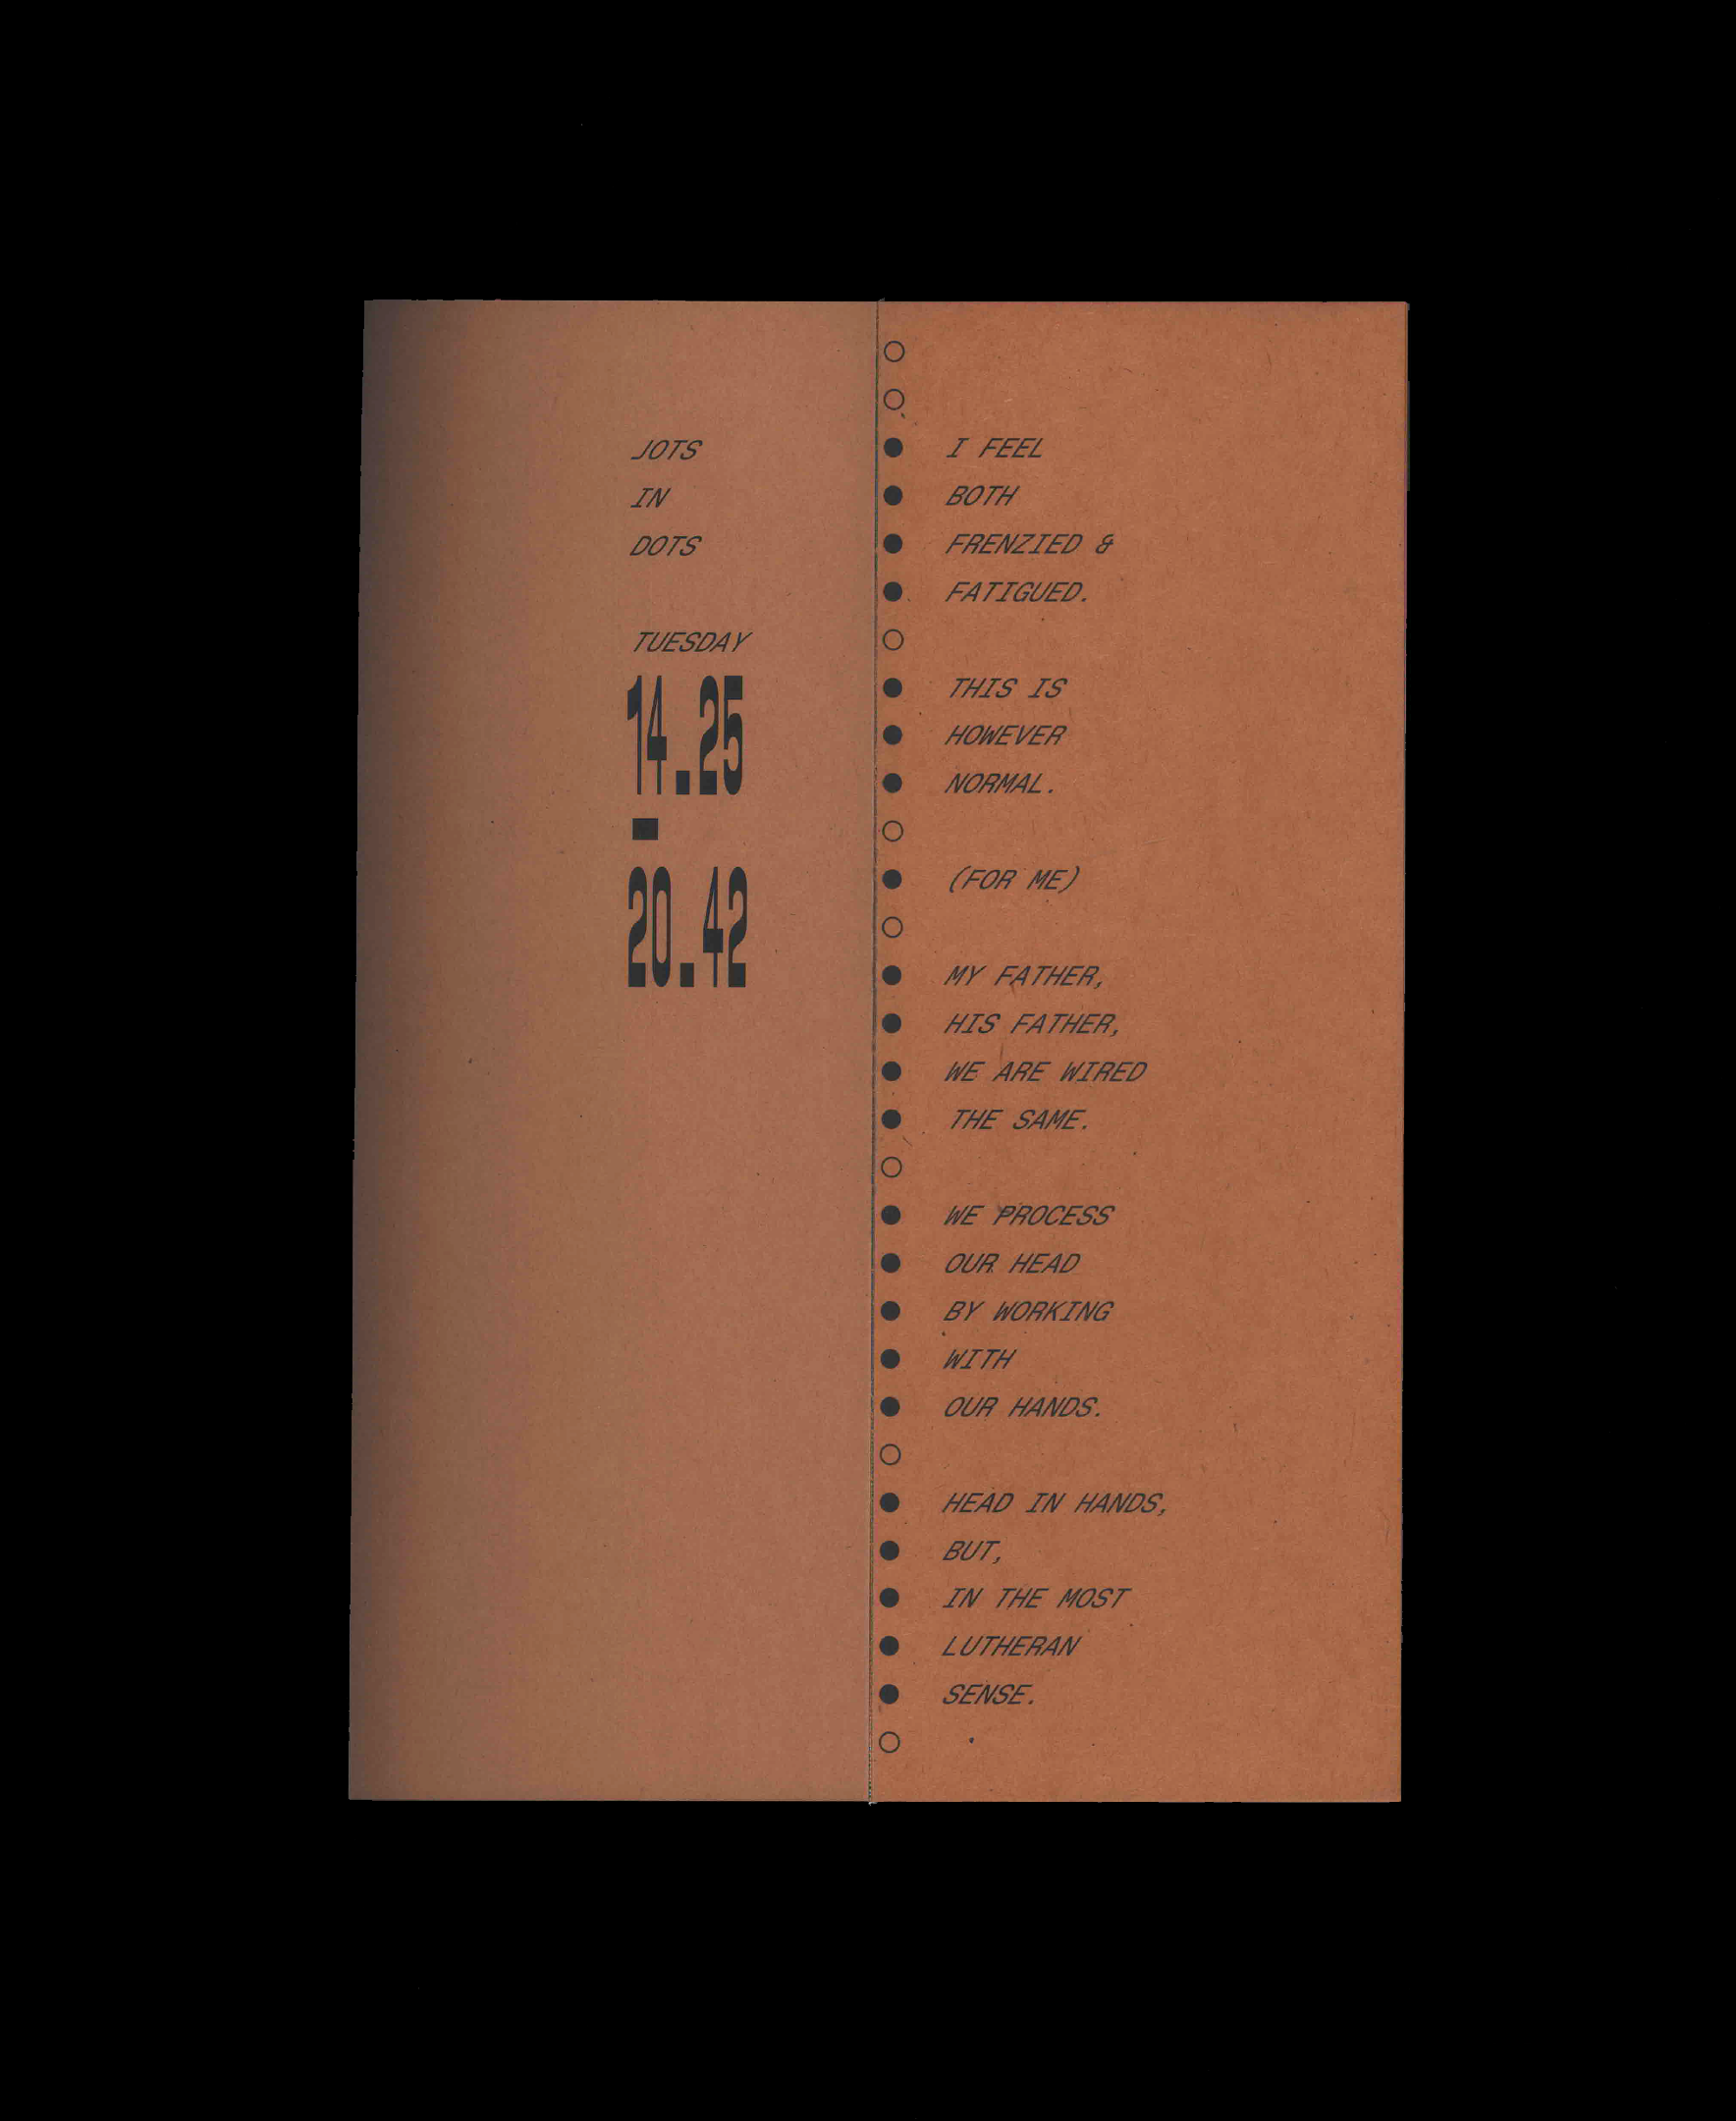 JOTS
IN
DOTS
TUESDAY
14.25
-
20.42
I FEEL
BOTH
FRENZIED &
FATIGUED.
THIS IS
HOWEVER
NORMAL.
(FOR ME)
MY FATHER,
HIS FATHER,
WE ARE WIRED
THE SAME.
WE PROCESS
OUR HEAD
BY WORKING
WITH
OUR HANDS.
HEAD IN HANDS,
BUT,
IN THE MOST
LUTHERAN
SENSE.